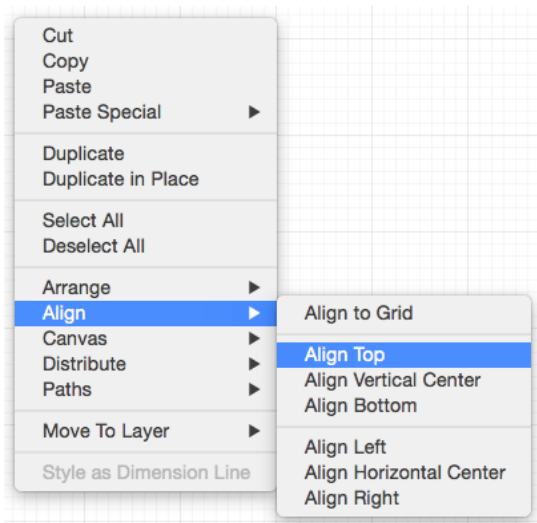 Cut
Copy
Paste
Paste Special
Duplicate
Duplicate in Place
Select All
Deselect All
Arrange
Align
Canvas
Distribute
Paths
Move To Layer
Style as Dimension Line
Align to Grid
Align Top
Align Vertical Center
Align Bottom
Align Left
Align Horizontal Center
Align Right